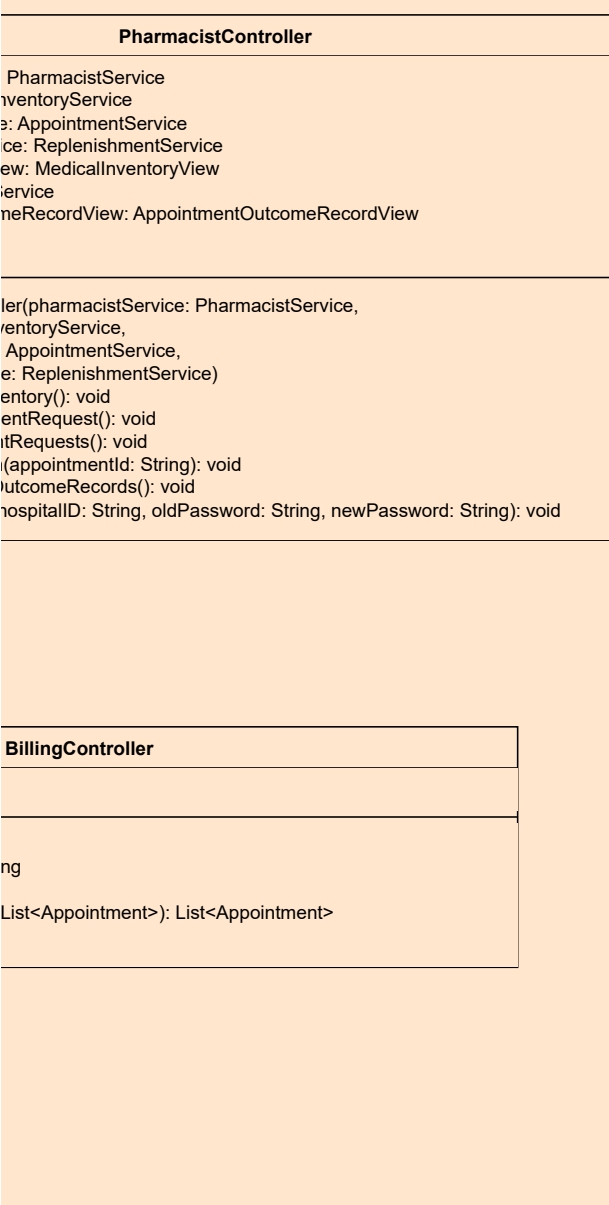 PharmacistController
PharmacistService
nventoryService
e: AppointmentService
ice: ReplenishmentService
ew: MedicalInventoryView
Service
meRecordView: AppointmentOutcomeRecordView
ler(pharmacistService: PharmacistService,
ventoryService,
AppointmentService,
e: ReplenishmentService)
entory(): void
entRequest(): void
tRequests(): void
(appointmentId: String): void
OutcomeRecords(): void
hospitalID: String, oldPassword: String, newPassword: String): void
BillingController
ng
List<Appointment>): List<Appointment>